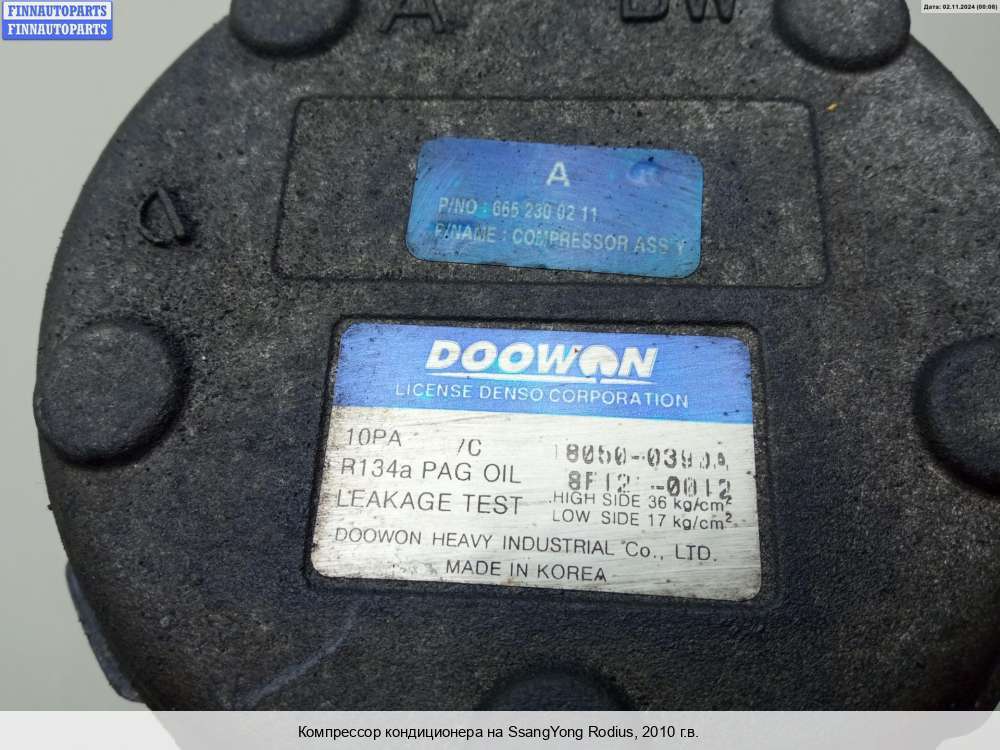 FINNAUTOPARTS
FINNAUTOPARTS
Дата: 02.11.2024 (00:06)
A BW
A
P/NO : 665 230 02 11
P/NAME : COMPRESSOR ASS'Y
DOOWON
LICENSE DENSO CORPORATION
10PA /C
R134a PAG OIL
LEAKAGE TEST
HIGH SIDE 36 kg/cm²
LOW SIDE 17 kg/cm²
DOOWON HEAVY INDUSTRIAL Co., LTD.
MADE IN KOREA
Компрессор кондиционера на SsangYong Rodius, 2010 г.в.